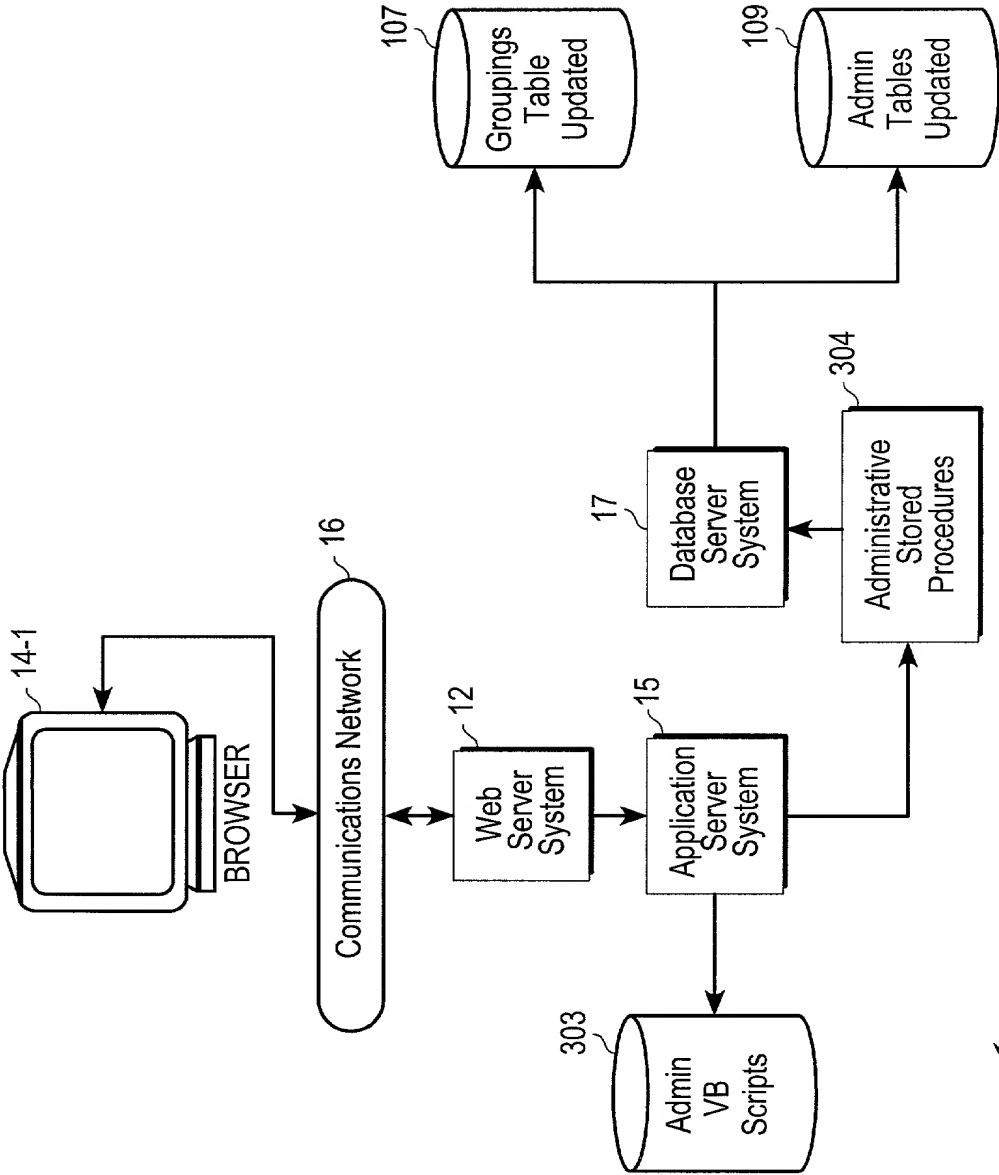 14-1
BROWSER
16
Communications Network
12
Web
Server
System
15
Application
Server
System
303
Admin
VB
Scripts
17
Database
Server
System
304
Administrative
Stored
Procedures
107
Groupings
Table
Updated
109
Admin
Tables
Updated